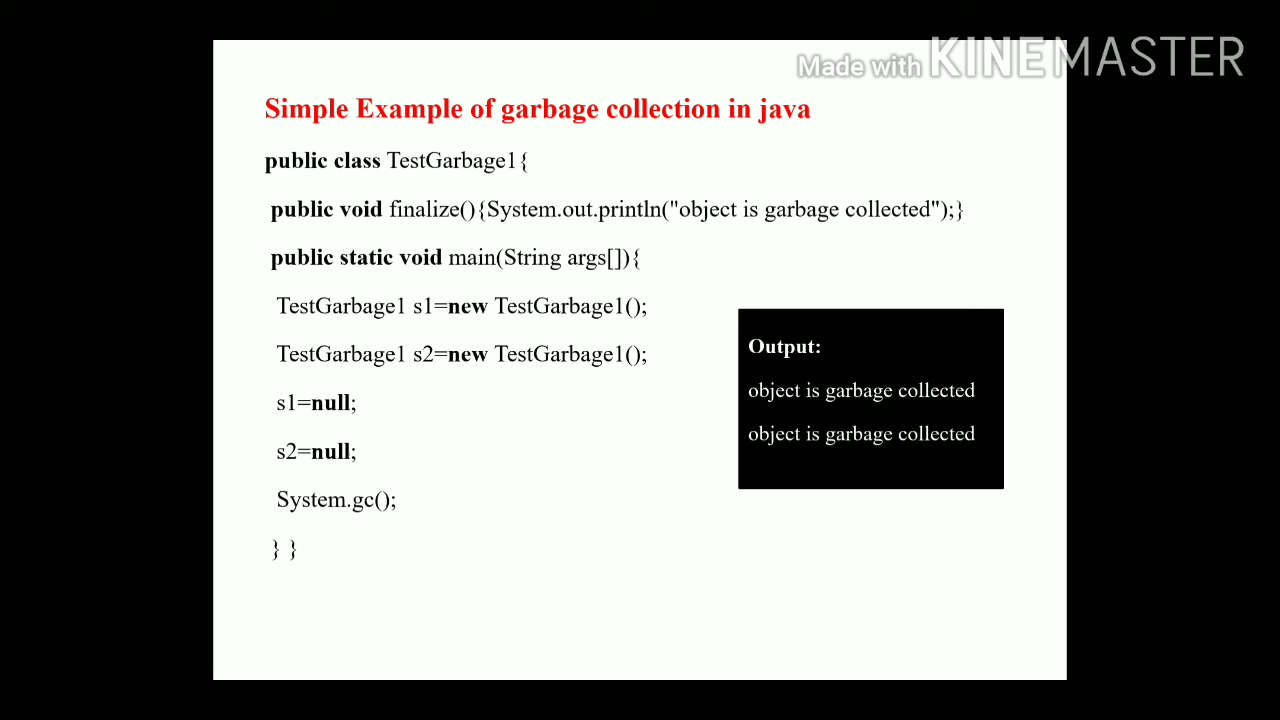 Made with KINEMASTER
Simple Example of garbage collection in java
public class TestGarbage1{
public void finalize(){System.out.println("object is garbage collected");}
public static void main(String args[]){
TestGarbage1 s1=new TestGarbage1();
TestGarbage1 s2=new TestGarbage1();
s1=null;
s2=null;
System.gc();
} }
Output:
object is garbage collected
object is garbage collected